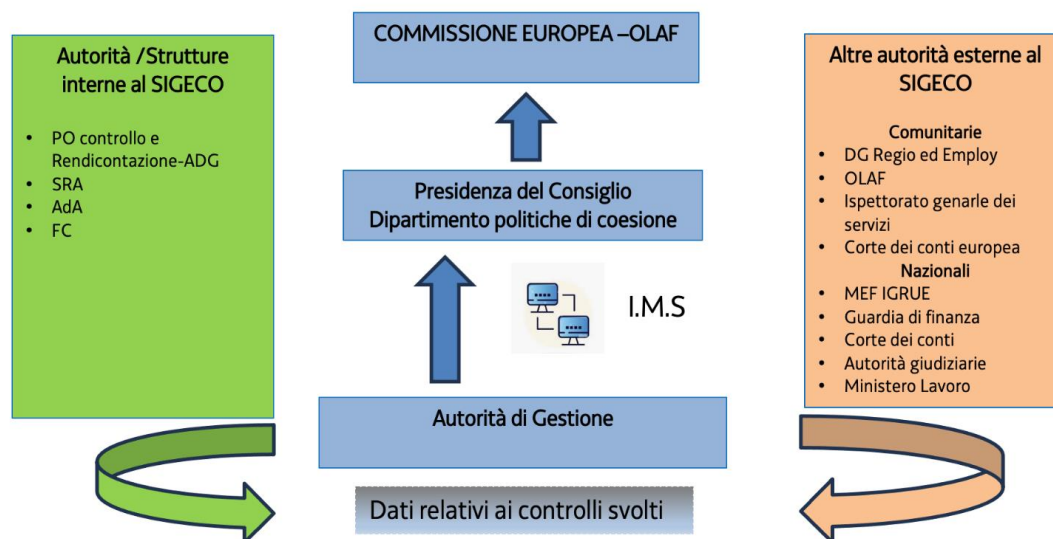 Autorità /Strutture
interne al SIGECO
PO controllo e
Rendicontazione-ADG
SRA
AdA
FC
COMMISSIONE EUROPEA –OLAF
Presidenza del Consiglio
Dipartimento politiche di coesione
I.M.S
Autorità di Gestione
Dati relativi ai controlli svolti
Altre autorità esterne al
SIGECO
Comunitarie
DG Regio ed Employ
OLAF
Ispettorato genarle dei
servizi
Corte dei conti europea
Nazionali
MEF IGRUE
Guardia di finanza
Corte dei conti
Autorità giudiziarie
Ministero Lavoro